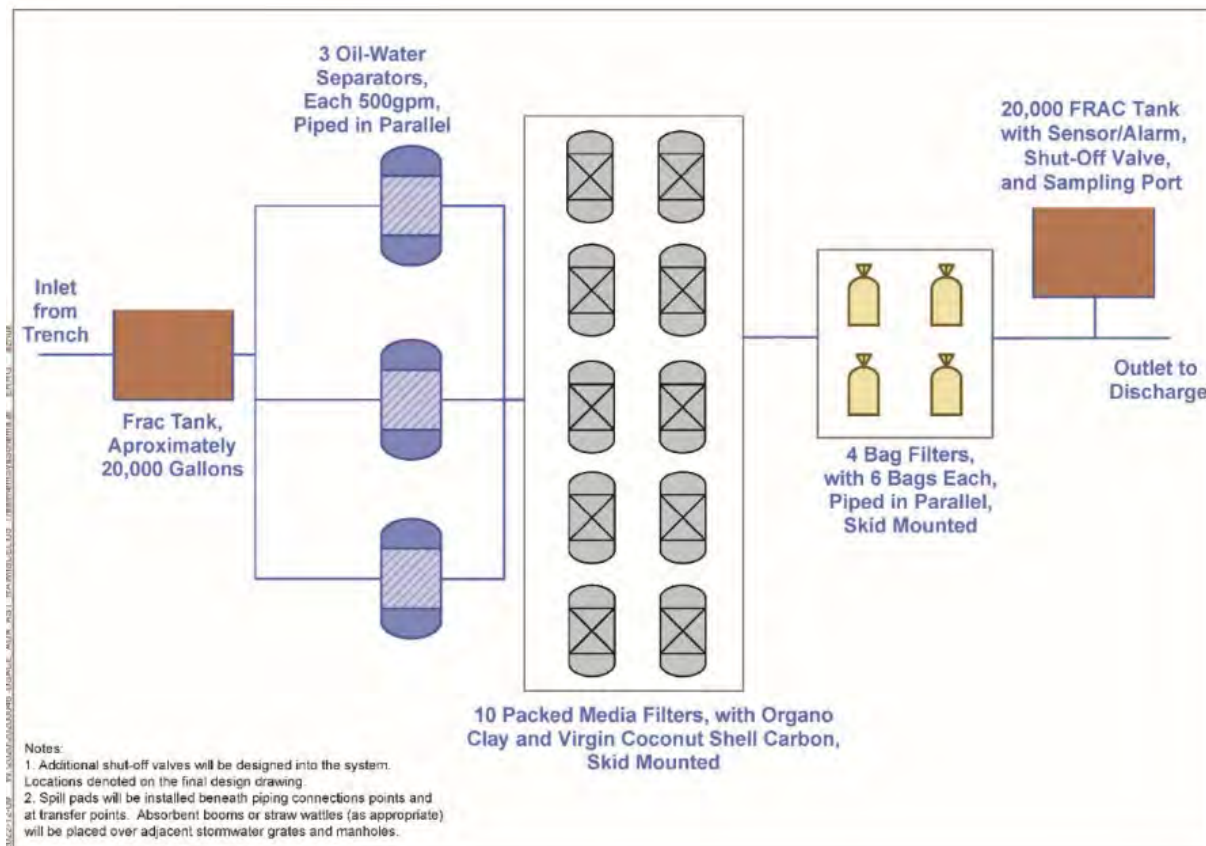 3 Oil-Water
Separators,
Each 500gpm,
Piped in Parallel
20,000 FRAC Tank
with Sensor/Alarm,
Shut-Off Valve,
and Sampling Port
Inlet
from
Trench
Frac Tank,
Aproximately
20,000 Gallons
Outlet to
Discharge
4 Bag Filters,
with 6 Bags Each,
Piped in Parallel,
Skid Mounted
10 Packed Media Filters, with Organo
Clay and Virgin Coconut Shell Carbon,
Skid Mounted
Notes:
1. Additional shut-off valves will be designed into the system.
Locations denoted on the final design drawing.
2. Spill pads will be installed beneath piping connections points and
at transfer points. Absorbent booms or straw wattles (as appropriate)
will be placed over adjacent stormwater grates and manholes.